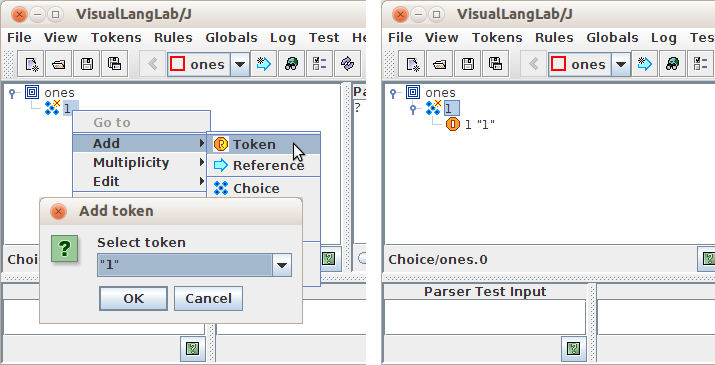 VisualLangLab/J
File View Tokens Rules Globals Log Test He
ones
ones
1
Pa
?
Go to
Add
Multiplicity
Edit
Token
Reference
Choice
Add token
Select token
"1"
OK Cancel
Choic
VisualLangLab/J
File View Tokens Rules Globals Log Test
ones
ones
1
1 "1"
Choice/ones.0
Parser Test Input